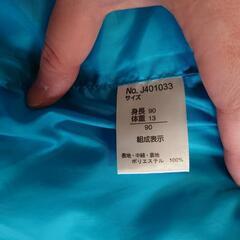 No. J401033
サイズ
身長 90
体重 13
90
組成表示
表地・中綿・裏地
ポリエステル 100%